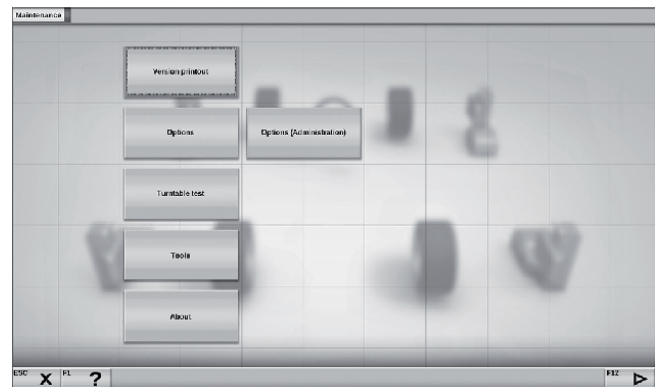 Maintenance
Version printout
Options
Options (Administration)
Turntable test
Tools
About
ESC X F1 ? F12